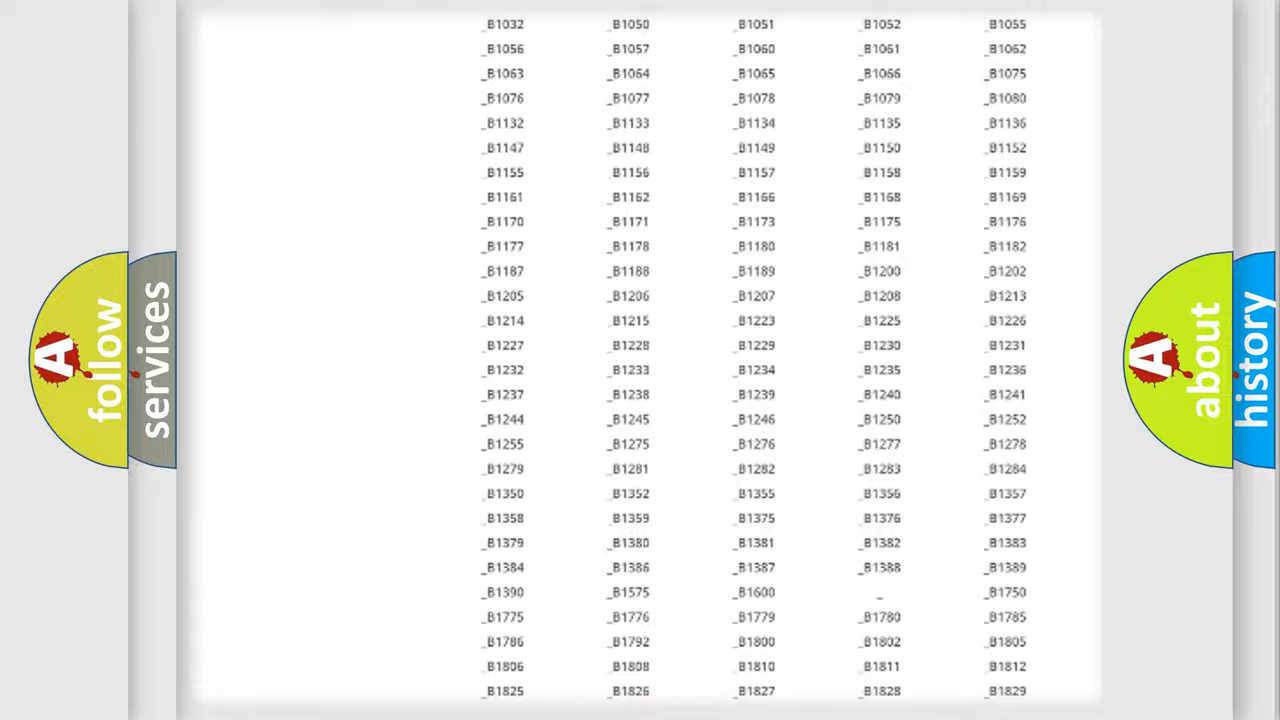 _B1032 _B1050 _B1051 _B1052 _B1055
_B1056 _B1057 _B1060 _B1061 _B1062
_B1063 _B1064 _B1065 _B1066 _B1075
_B1076 _B1077 _B1078 _B1079 _B1080
_B1132 _B1133 _B1134 _B1135 _B1136
_B1147 _B1148 _B1149 _B1150 _B1152
_B1155 _B1156 _B1157 _B1158 _B1159
_B1161 _B1162 _B1166 _B1168 _B1169
_B1170 _B1171 _B1173 _B1175 _B1176
_B1177 _B1178 _B1180 _B1181 _B1182
_B1187 _B1188 _B1189 _B1200 _B1202
_B1205 _B1206 _B1207 _B1208 _B1213
_B1214 _B1215 _B1223 _B1225 _B1226
_B1227 _B1228 _B1229 _B1230 _B1231
_B1232 _B1233 _B1234 _B1235 _B1236
_B1237 _B1238 _B1239 _B1240 _B1241
_B1244 _B1245 _B1246 _B1250 _B1252
_B1255 _B1275 _B1276 _B1277 _B1278
_B1279 _B1281 _B1282 _B1283 _B1284
_B1350 _B1352 _B1355 _B1356 _B1357
_B1358 _B1359 _B1375 _B1376 _B1377
_B1379 _B1380 _B1381 _B1382 _B1383
_B1384 _B1386 _B1387 _B1388 _B1389
_B1390 _B1575 _B1600 _ _B1750
_B1775 _B1776 _B1779 _B1780 _B1785
_B1786 _B1792 _B1800 _B1802 _B1805
_B1806 _B1808 _B1810 _B1811 _B1812
_B1825 _B1826 _B1827 _B1828 _B1829
A
follow
services
A
about
history